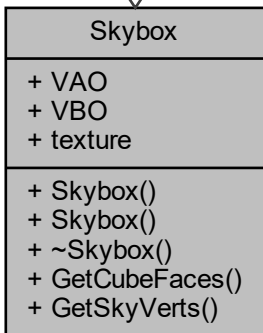 Skybox
+ VAO
+ VBO
+ texture
+ Skybox()
+ Skybox()
+ ~Skybox()
+ GetCubeFaces()
+ GetSkyVerts()